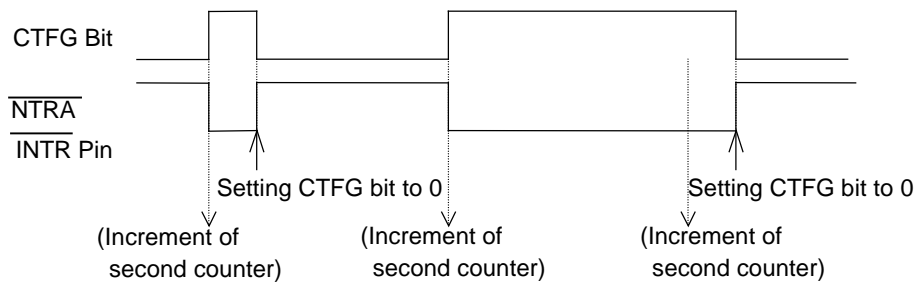 CTFG Bit
NTRA
INTR Pin
Setting CTFG bit to 0
Setting CTFG bit to 0
(Increment of
second counter)
(Increment of
second counter)
(Increment of
second counter)